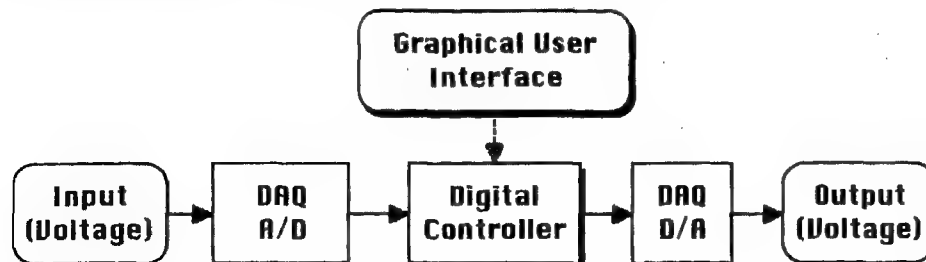 Graphical User
Interface
Input
(Voltage)
DAQ
A/D
Digital
Controller
DAQ
D/A
Output
(Voltage)